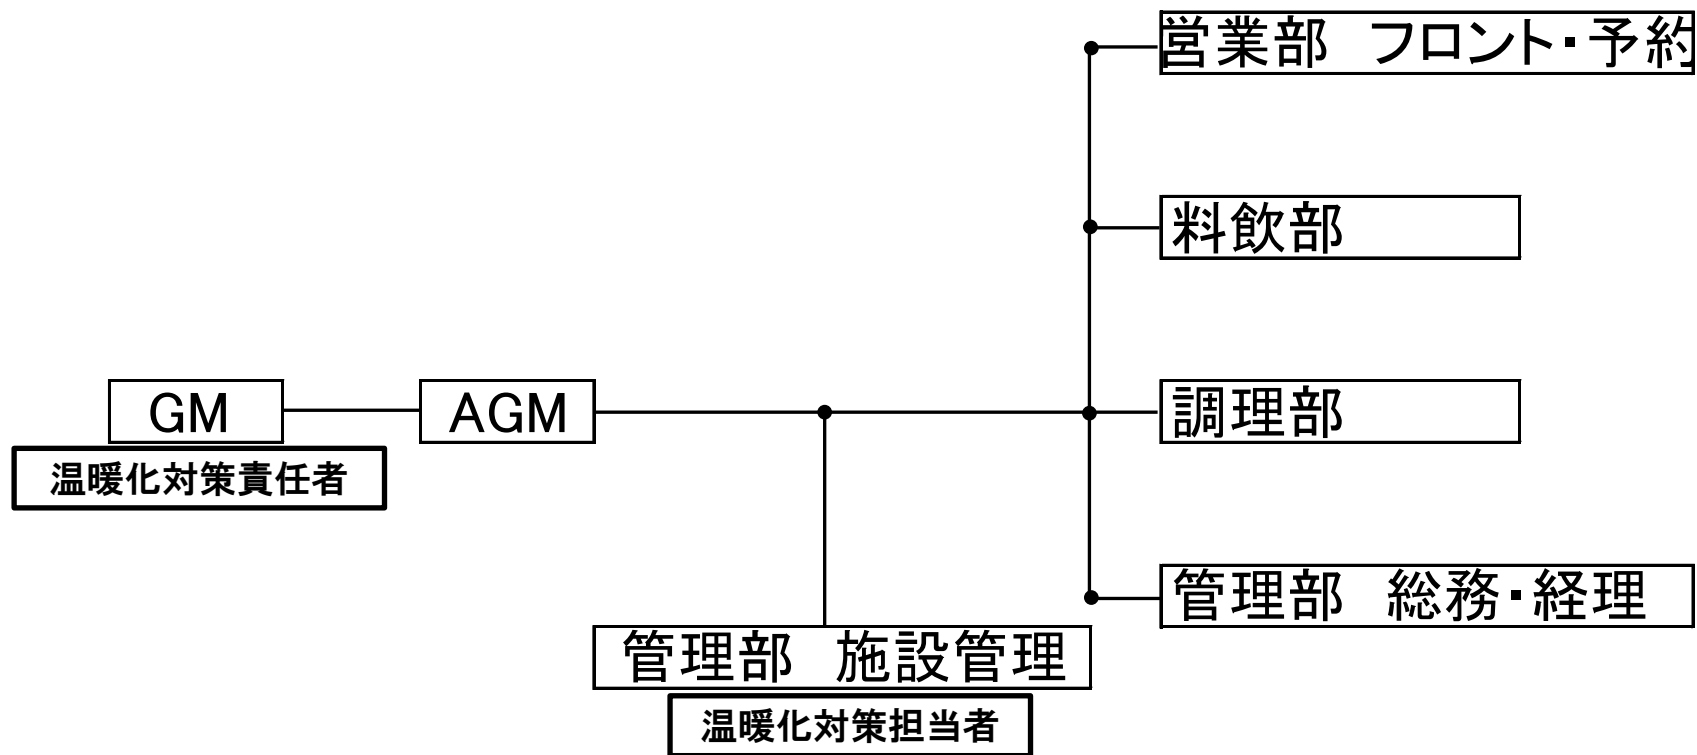 営業部 フロント・予約
料飲部
GM
AGM
調理部
温暖化対策責任者
管理部 総務・経理
管理部 施設管理
温暖化対策担当者